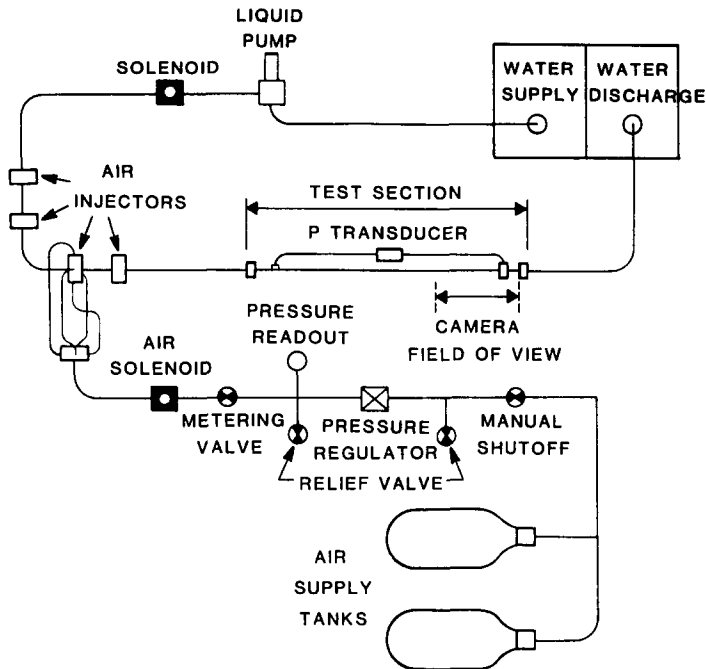 LIQUID
PUMP
SOLENOID
WATER
SUPPLY
WATER
DISCHARGE
AIR
INJECTORS
TEST SECTION
P TRANSDUCER
PRESSURE
READOUT
CAMERA
FIELD OF VIEW
AIR
SOLENOID
METERING
VALVE
PRESSURE
REGULATOR
MANUAL
SHUTOFF
RELIEF VALVE
AIR
SUPPLY
TANKS